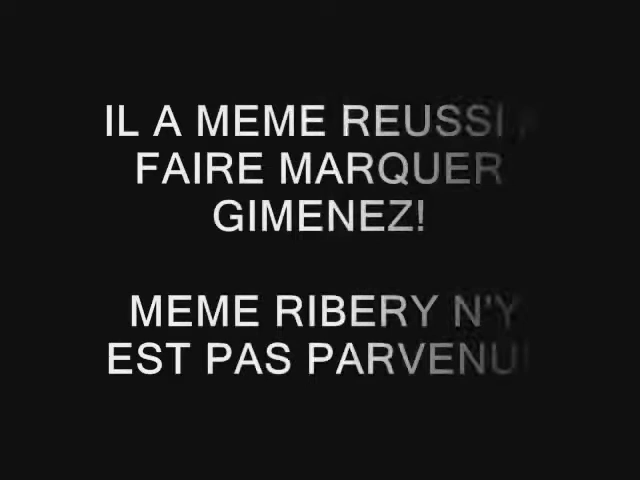 IL A MEME REUSSI A
FAIRE MARQUER
GIMENEZ!
MEME RIBERY N'Y
EST PAS PARVENU!